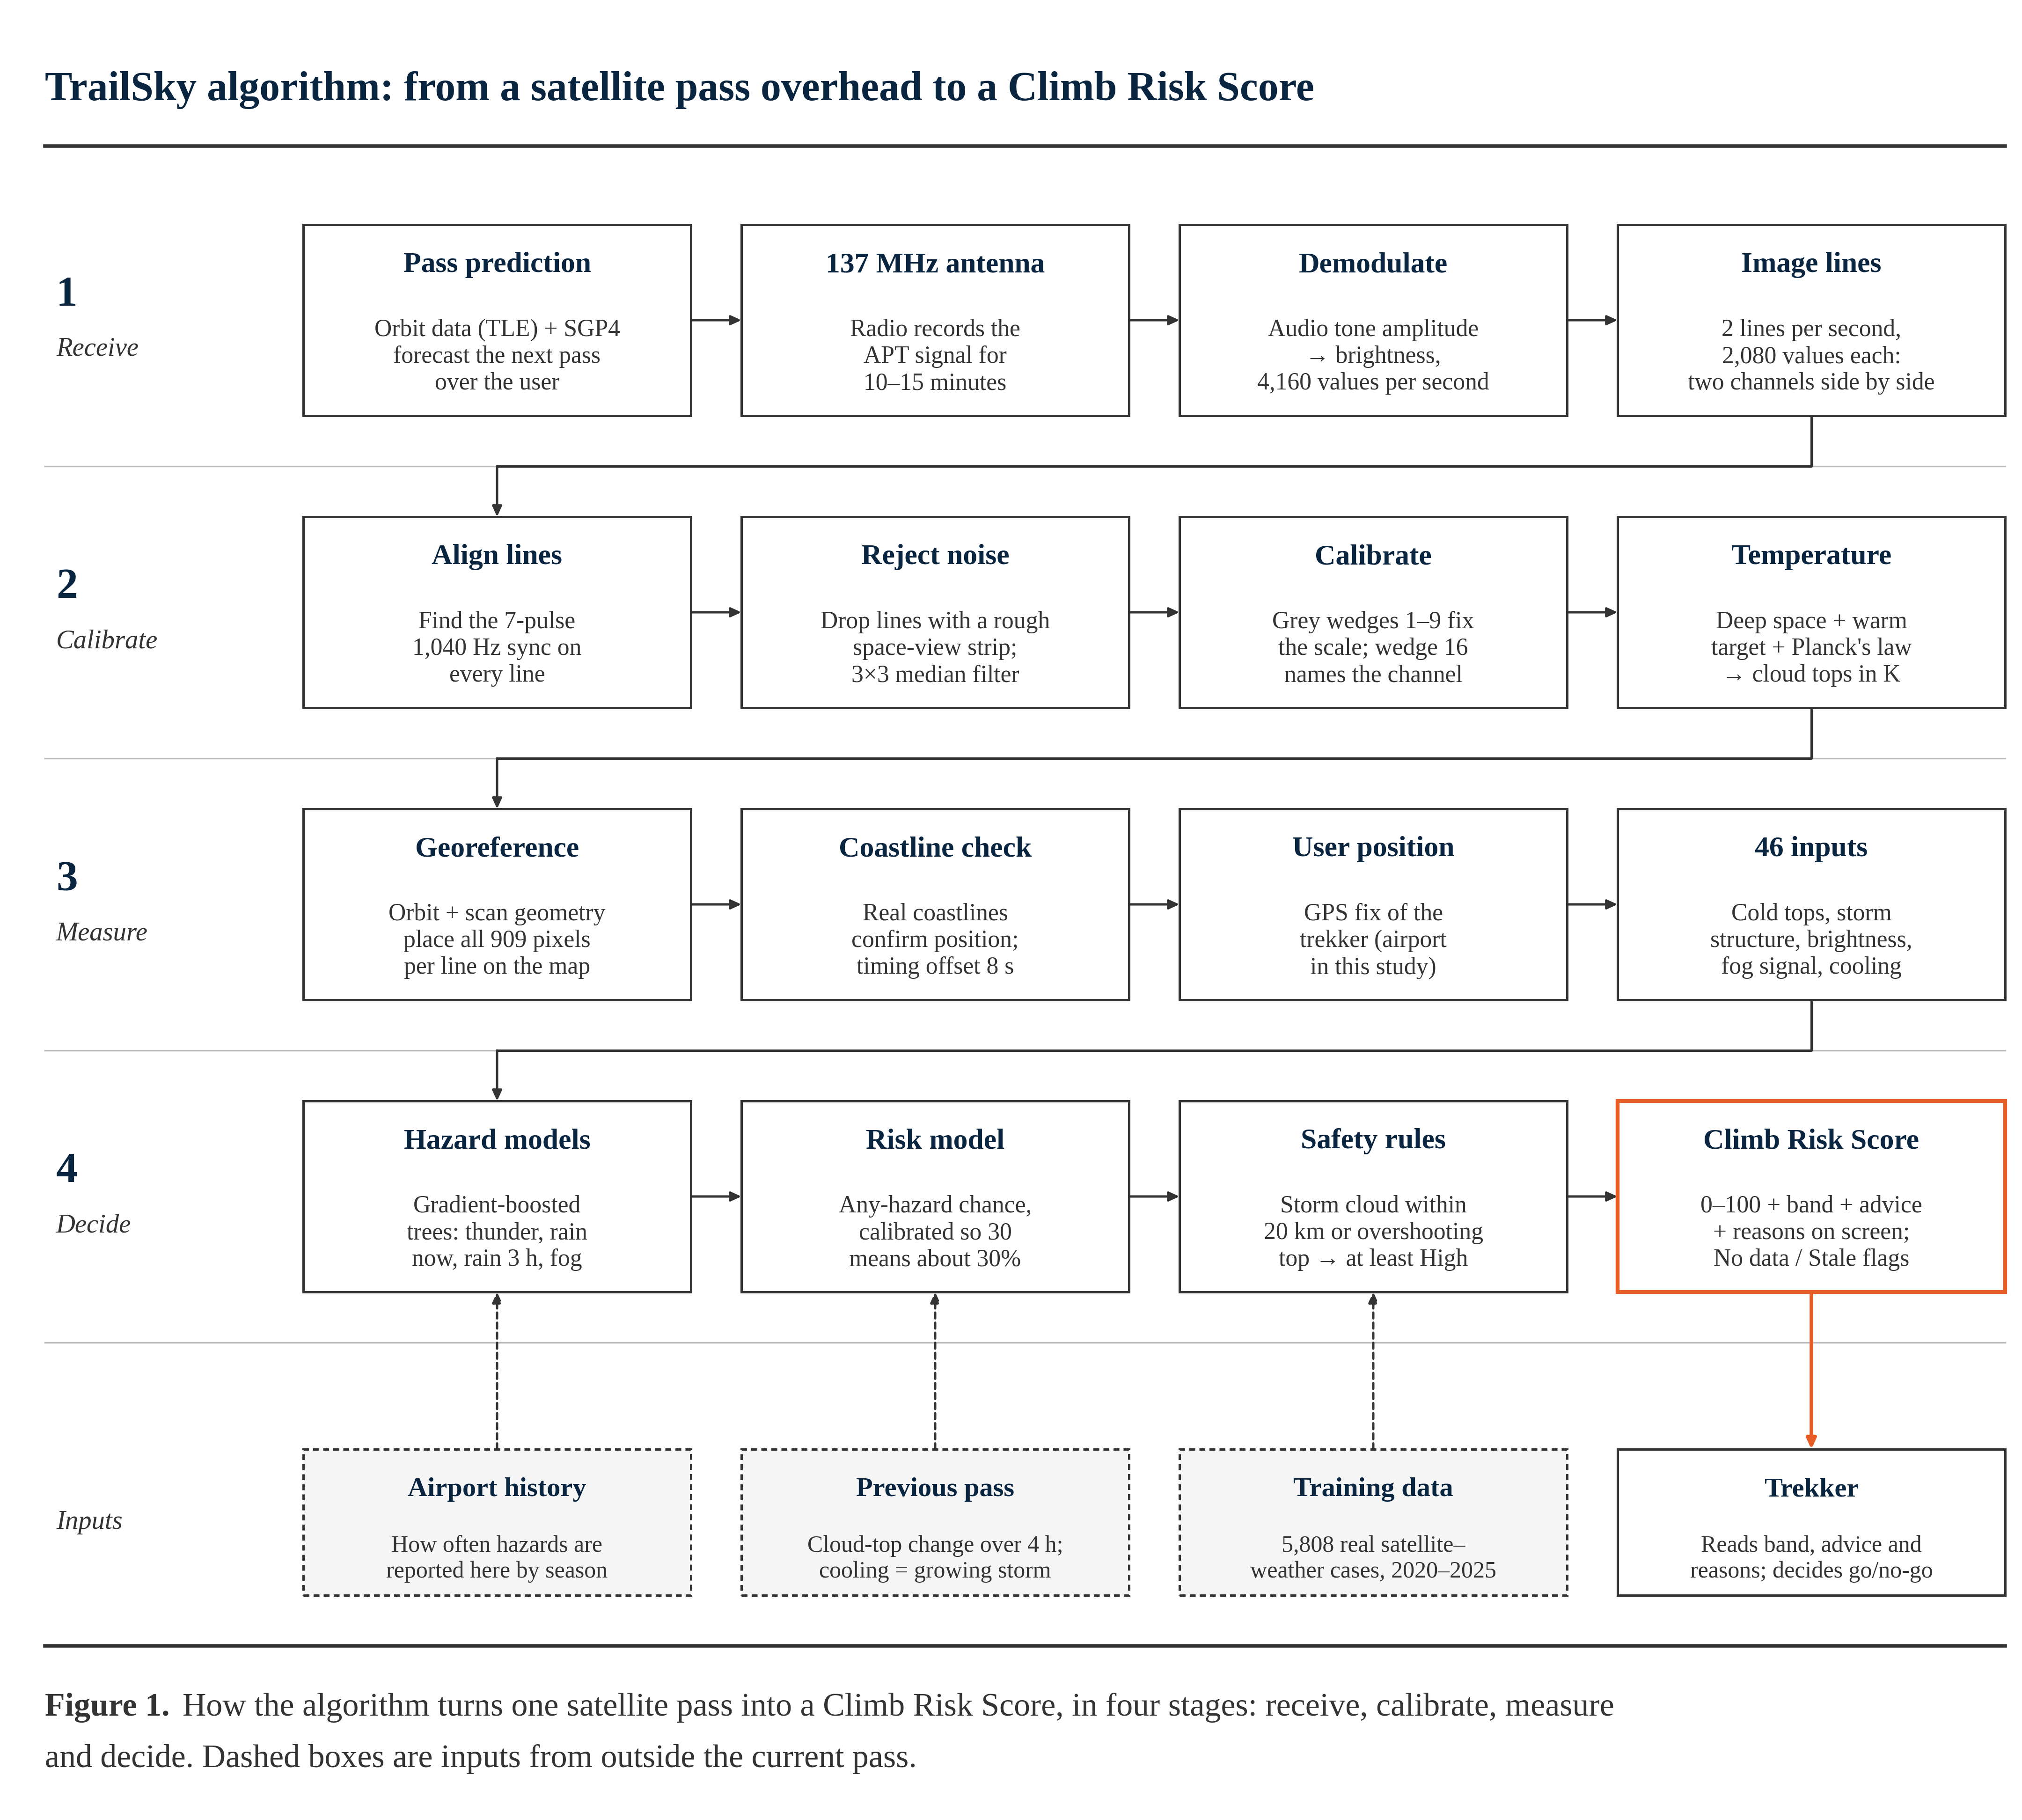 TrailSky algorithm: from a satellite pass overhead to a Climb Risk Score
1
Receive
Pass prediction
Orbit data (TLE) + SGP4
forecast the next pass
over the user
137 MHz antenna
Radio records the
APT signal for
10–15 minutes
Demodulate
Audio tone amplitude
→ brightness,
4,160 values per second
Image lines
2 lines per second,
2,080 values each:
two channels side by side
2
Calibrate
Align lines
Find the 7-pulse
1,040 Hz sync on
every line
Reject noise
Drop lines with a rough
space-view strip;
3×3 median filter
Calibrate
Grey wedges 1–9 fix
the scale; wedge 16
names the channel
Temperature
Deep space + warm
target + Planck's law
→ cloud tops in K
3
Measure
Georeference
Orbit + scan geometry
place all 909 pixels
per line on the map
Coastline check
Real coastlines
confirm position;
timing offset 8 s
User position
GPS fix of the
trekker (airport
in this study)
46 inputs
Cold tops, storm
structure, brightness,
fog signal, cooling
4
Decide
Hazard models
Gradient-boosted
trees: thunder, rain
now, rain 3 h, fog
Risk model
Any-hazard chance,
calibrated so 30
means about 30%
Safety rules
Storm cloud within
20 km or overshooting
top → at least High
Climb Risk Score
0–100 + band + advice
+ reasons on screen;
No data / Stale flags
Inputs
Airport history
How often hazards are
reported here by season
Previous pass
Cloud-top change over 4 h;
cooling = growing storm
Training data
5,808 real satellite–
weather cases, 2020–2025
Trekker
Reads band, advice and
reasons; decides go/no-go
Figure 1. How the algorithm turns one satellite pass into a Climb Risk Score, in four stages: receive, calibrate, measure
and decide. Dashed boxes are inputs from outside the current pass.